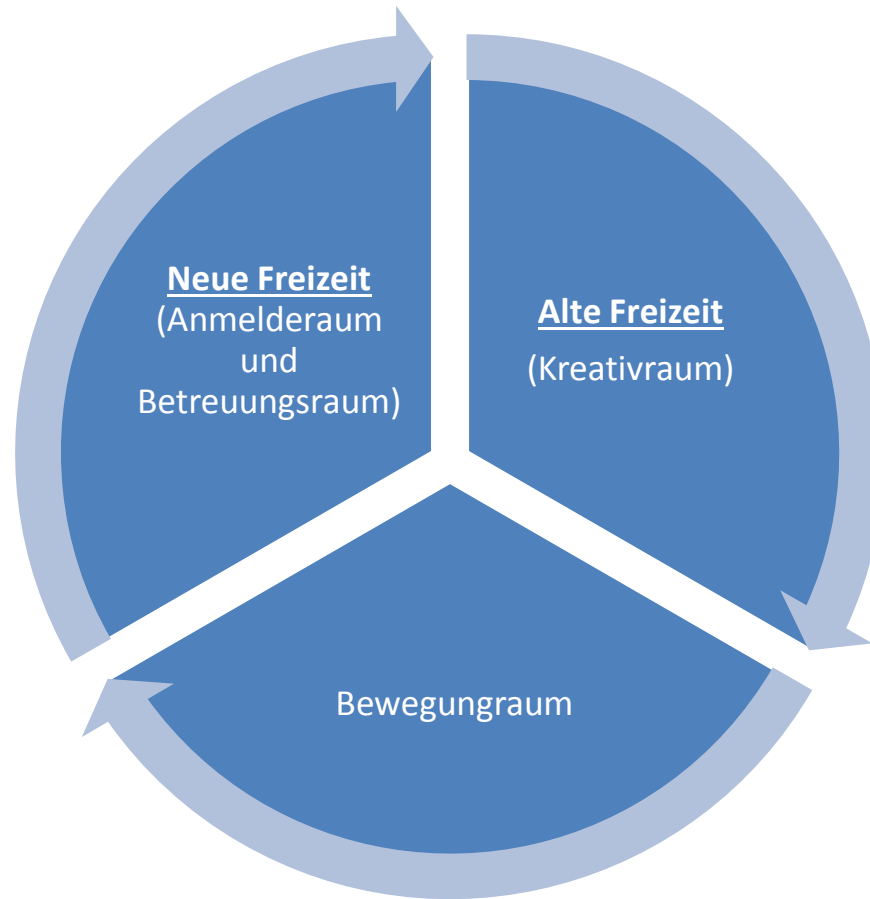 Neue Freizeit
(Anmelderaum
und
Betreuungsraum)
Alte Freizeit
(Kreativraum)
Bewegungraum